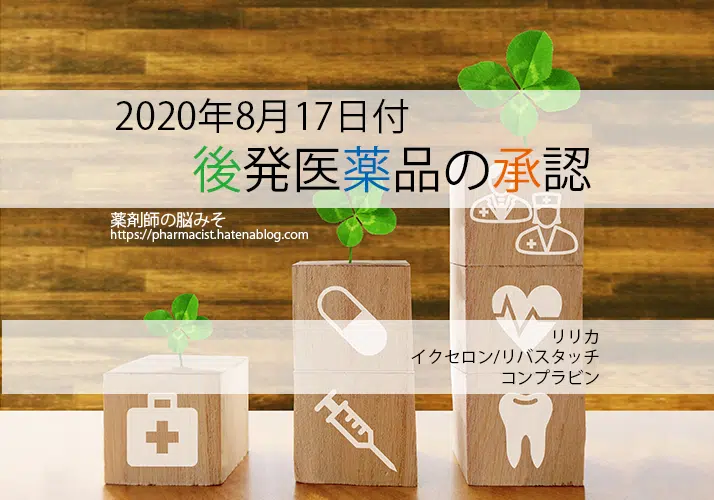 2020年8月17日付
後発医薬品の承認
薬剤師の脳みそ
https://pharmacist.hatenablog.com
リリカ
イクセロン/リバスタッチ
コンプラビン